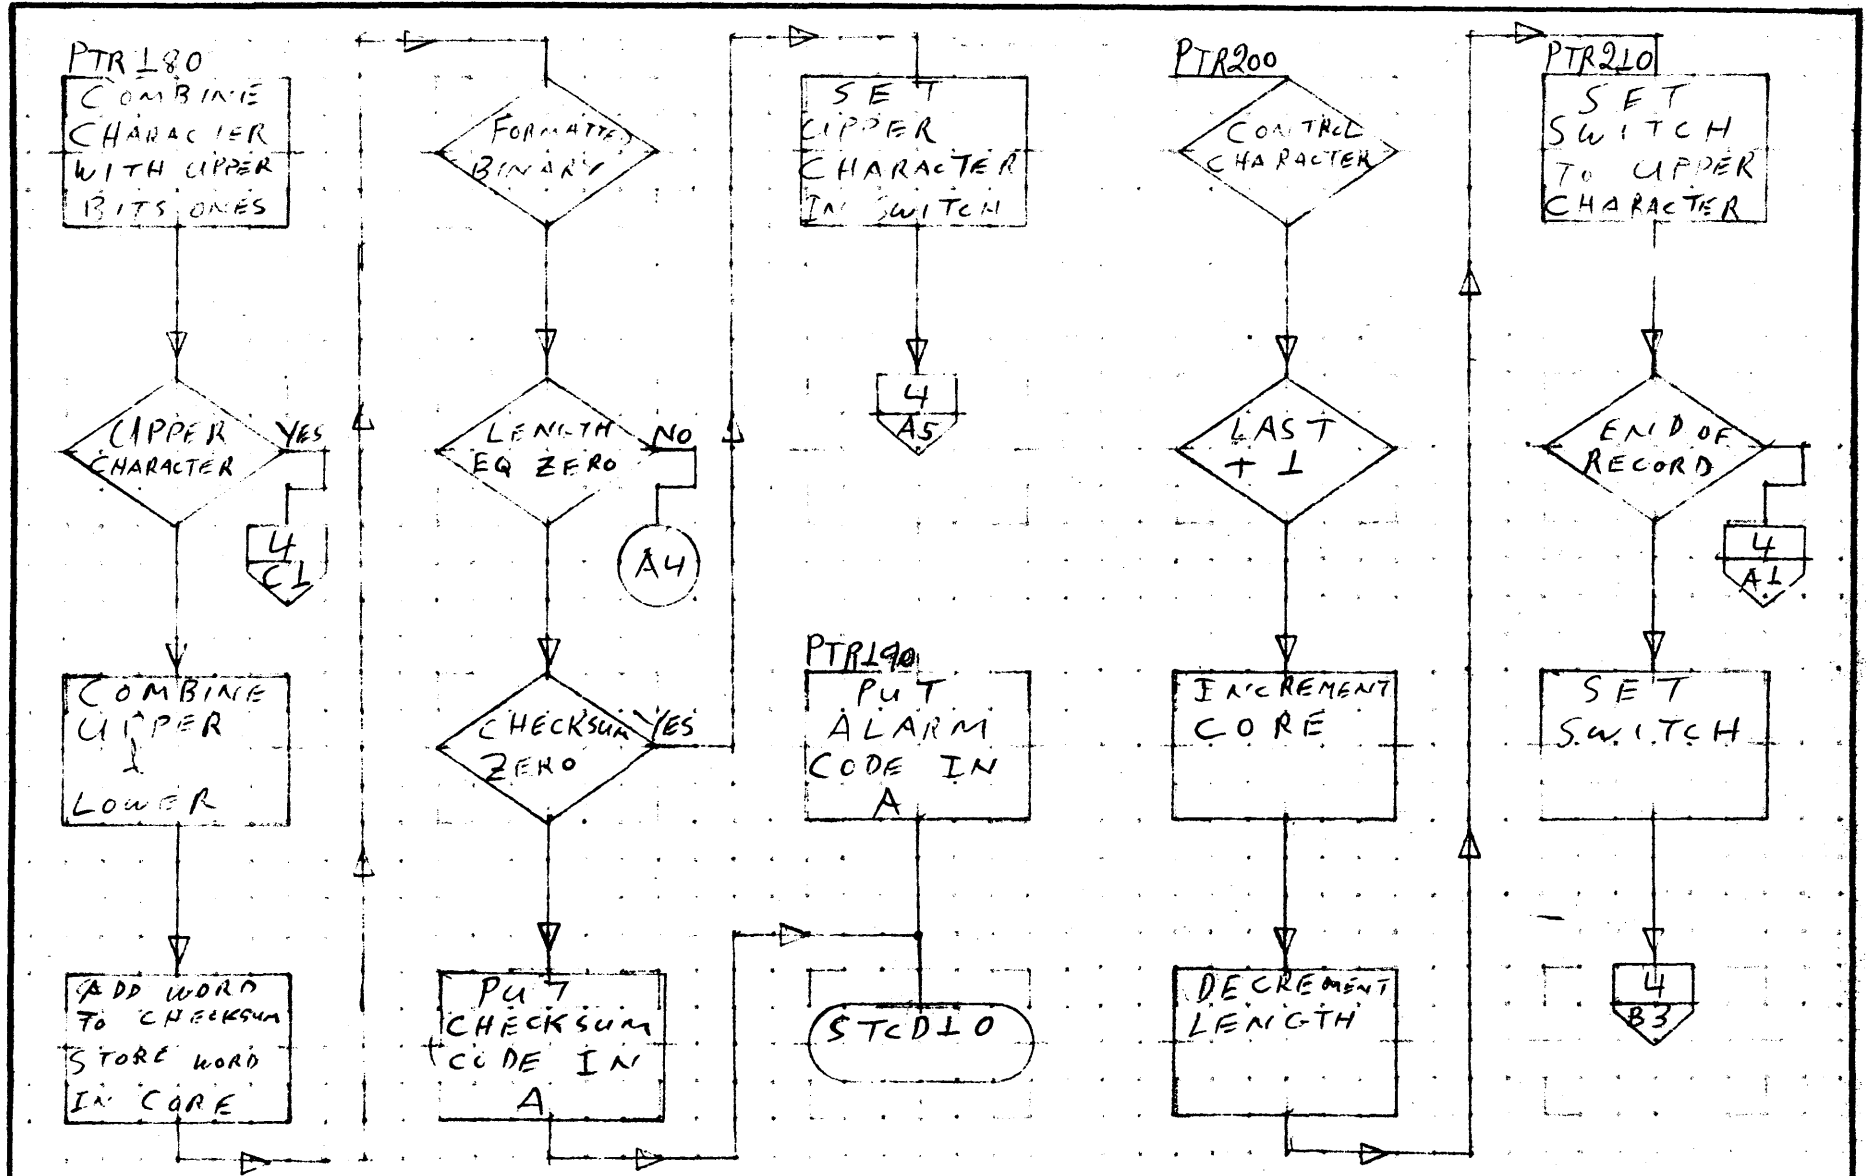 PTR180
COMBINE
CHARACTER
WITH UPPER
BITS ONES
UPPER
CHARACTER
YES
4
C1
COMBINE
UPPER
&
LOWER
ADD WORD
TO CHECKSUM
STORE WORD
IN CORE
FORMATTED
BINARY
LENGTH
EQ ZERO
NO
A4
CHECKSUM
ZERO
YES
PUT
CHECKSUM
CODE IN
A
SET
UPPER
CHARACTER
IN SWITCH
4
A5
PTR190
PUT
ALARM
CODE IN
A
STCD10
PTR200
CONTROL
CHARACTER
LAST
+ 1
INCREMENT
CORE
DECREMENT
LENGTH
PTR210
SET
SWITCH
TO UPPER
CHARACTER
END OF
RECORD
4
A1
SET
SWITCH
4
B3